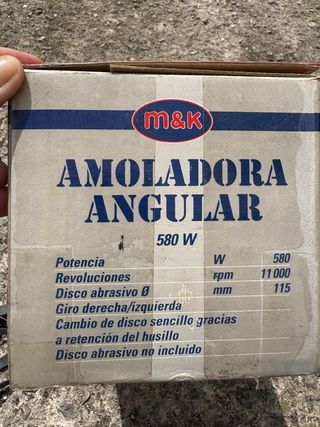 m&K
AMOLADORA
ANGULAR
580 W
Potencia W 580
Revoluciones rpm 11 000
Disco abrasivo Ø mm 115
Giro derecha/izquierda
Cambio de disco sencillo gracias
a retención del husillo
Disco abrasivo no incluido